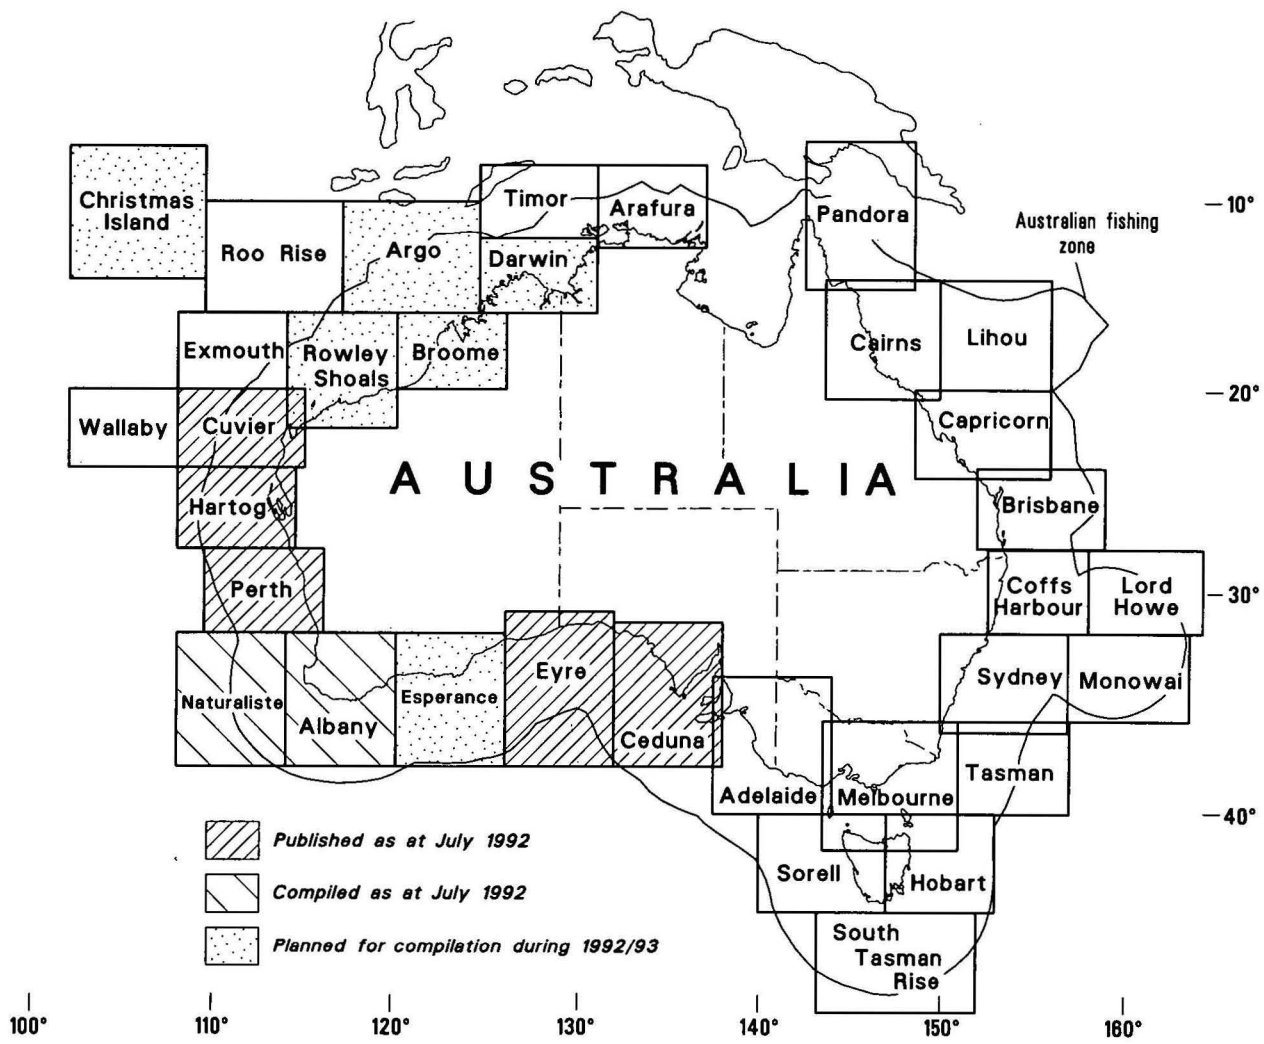 Christmas
Island
Roo Rise
Argo
Timor
Arafura
Darwin
Pandora
10°
Australian fishing
zone
Exmouth
Rowley
Shoals
Broome
Cairns
Lihou
20°
Wallaby
Cuvier
Capricorn
AUSTRALIA
Hartog
Brisbane
Perth
Coffs
Harbour
Lord
Howe
30°
Naturaliste
Albany
Esperance
Eyre
Ceduna
Sydney
Monowai
Adelaide
Melbourne
Tasman
40°
Sorell
Hobart
South
Tasman
Rise
Published as at July 1992
Compiled as at July 1992
Planned for compilation during 1992/93
100°
110°
120°
130°
140°
150°
160°